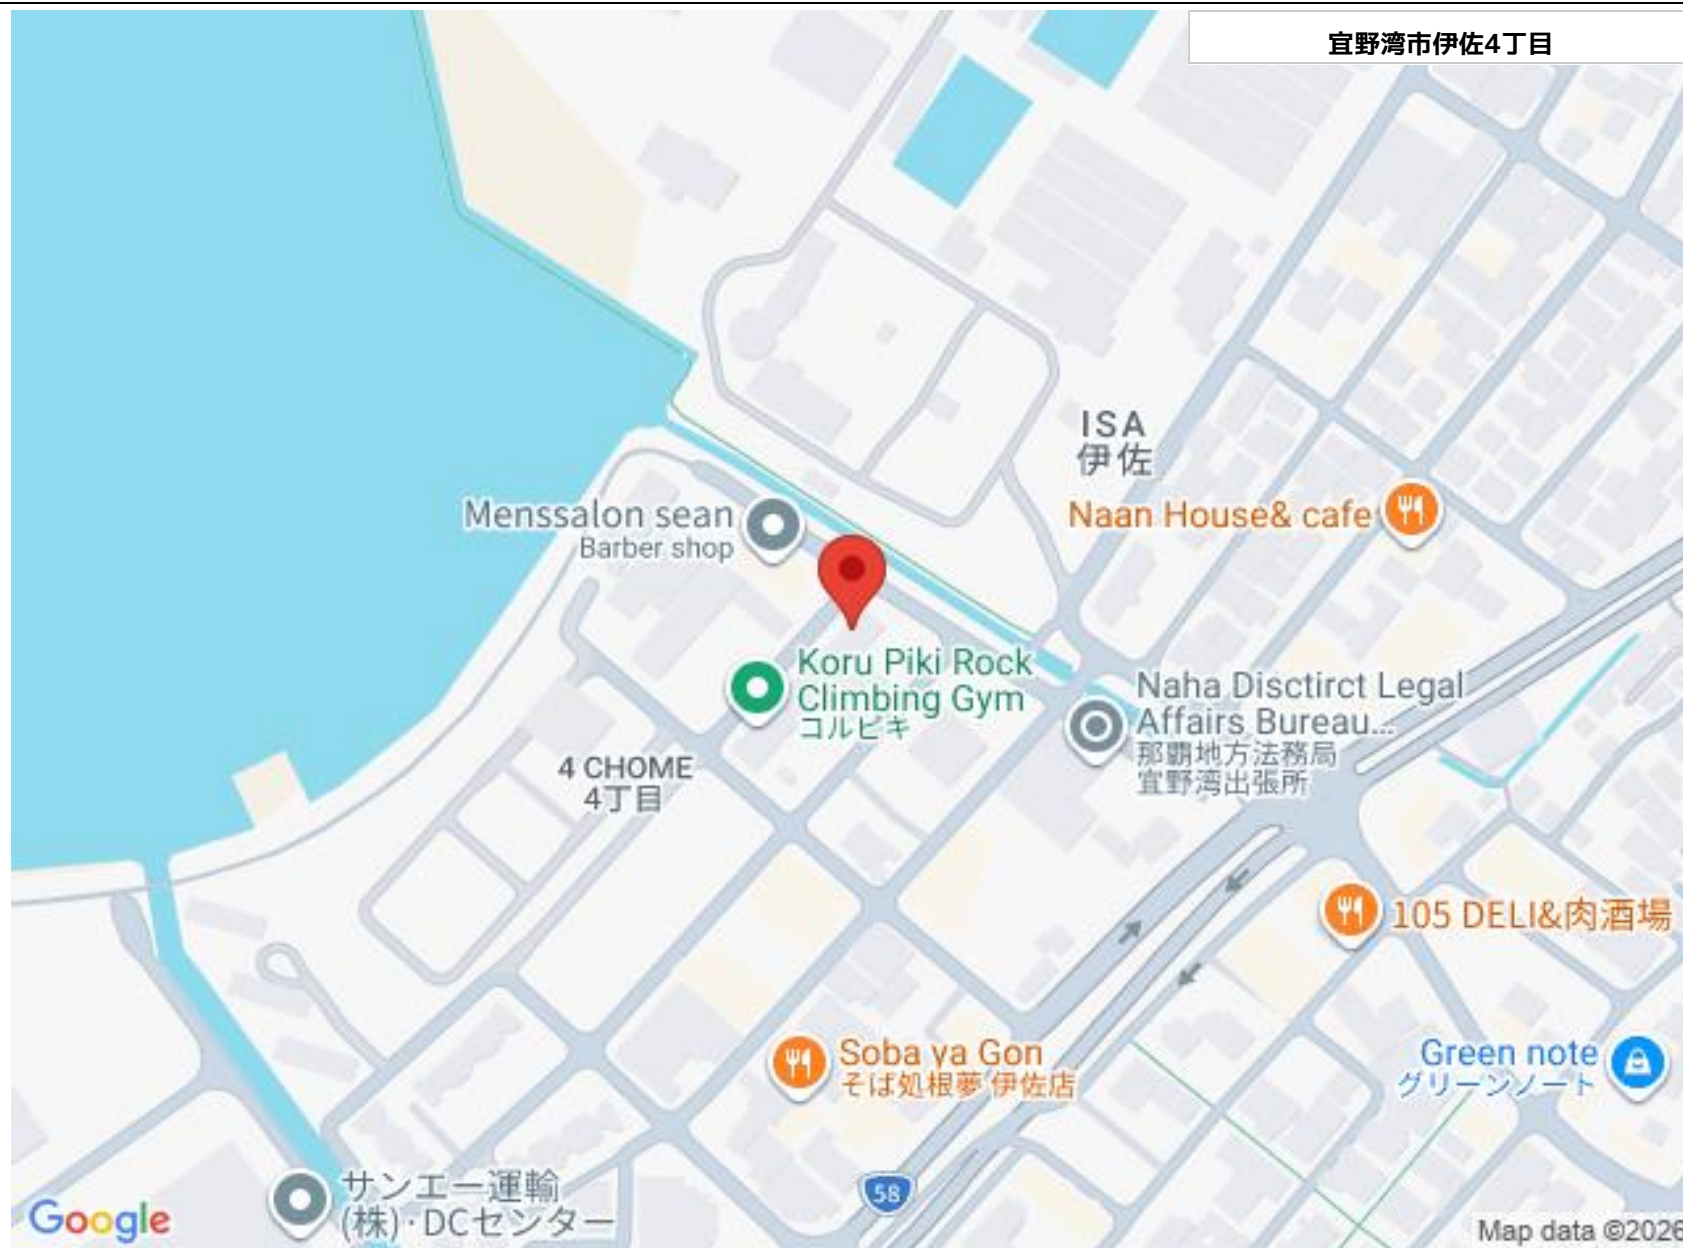 宜野湾市伊佐4丁目
ISA
伊佐
Menssalon sean
Barber shop
Naan House& cafe
Koru Piki Rock
Climbing Gym
コルピキ
Naha Disctirct Legal
Affairs Bureau...
那覇地方法務局
宜野湾出張所
4 CHOME
4丁目
105 DELI&肉酒場
Soba ya Gon
そば処根夢 伊佐店
Green note
グリーンノート
58
サンエー運輸
(株)·DCセンター
Google
Map data ©2026